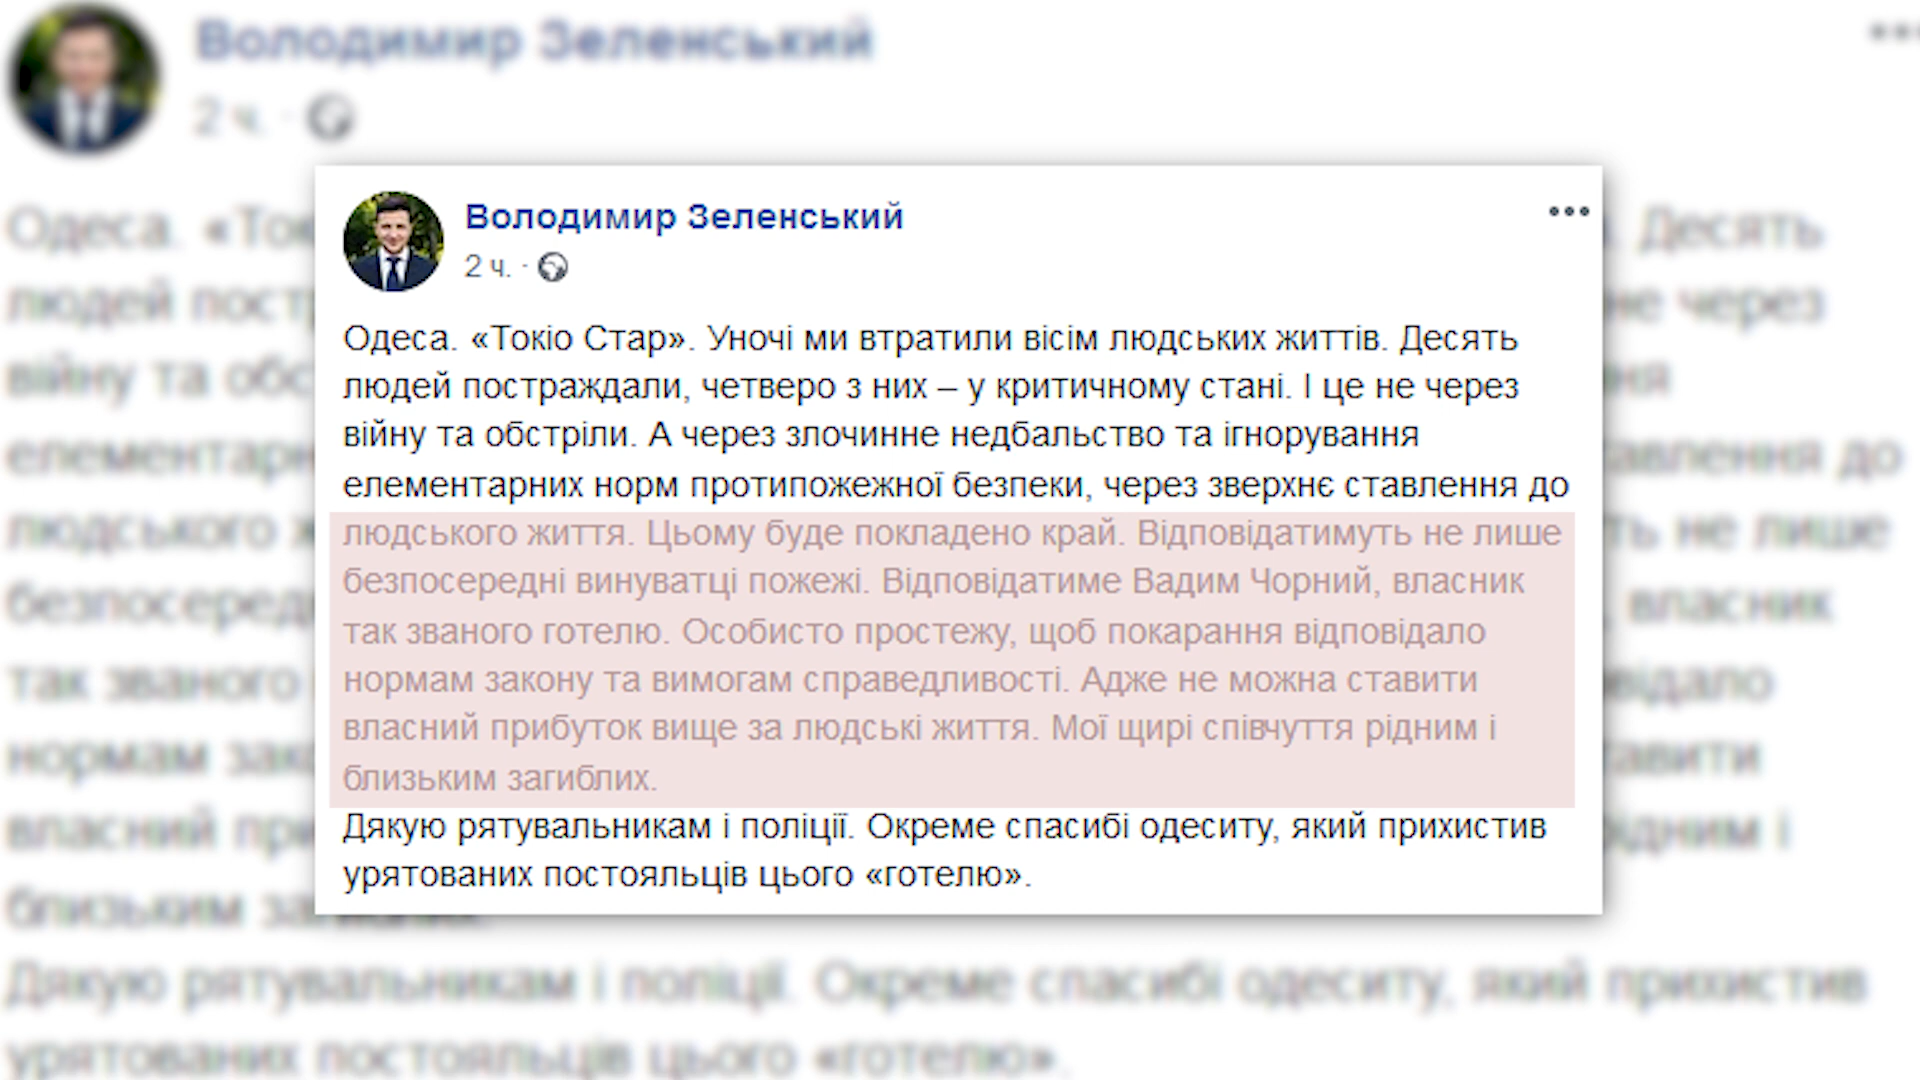 Володимир Зеленський
2 ч. ·
Одеса. «Токіо Стар». Уночі ми втратили вісім людських життів. Десять
людей постраждали, четверо з них – у критичному стані. І це не через
війну та обстріли. А через злочинне недбальство та ігнорування
елементарних норм протипожежної безпеки, через зверхнє ставлення до
людського життя. Цьому буде покладено край. Відповідатимуть не лише
безпосередні винуватці пожежі. Відповідатиме Вадим Чорний, власник
так званого готелю. Особисто простежу, щоб покарання відповідало
нормам закону та вимогам справедливості. Адже не можна ставити
власний прибуток вище за людські життя. Мої щирі співчуття рідним і
близьким загиблих.
Дякую рятувальникам і поліції. Окреме спасибі одеситу, який прихистив
урятованих постояльців цього «готелю».